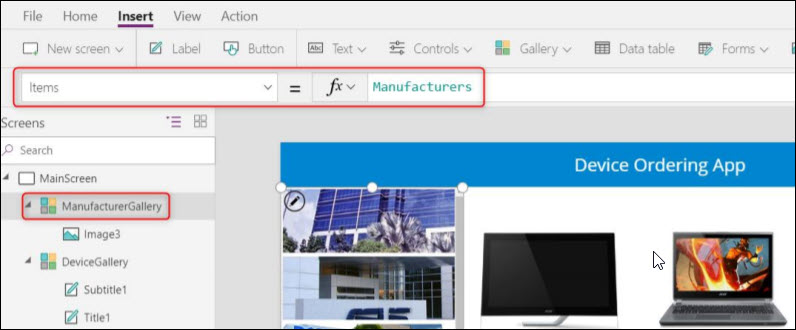 File Home Insert View Action
New screen Label Button Abc Text Controls Gallery Data table Forms
Items = fx Manufacturers
Screens
Search
MainScreen
ManufacturerGallery
Image3
DeviceGallery
Subtitle1
Title1
Device Ordering App